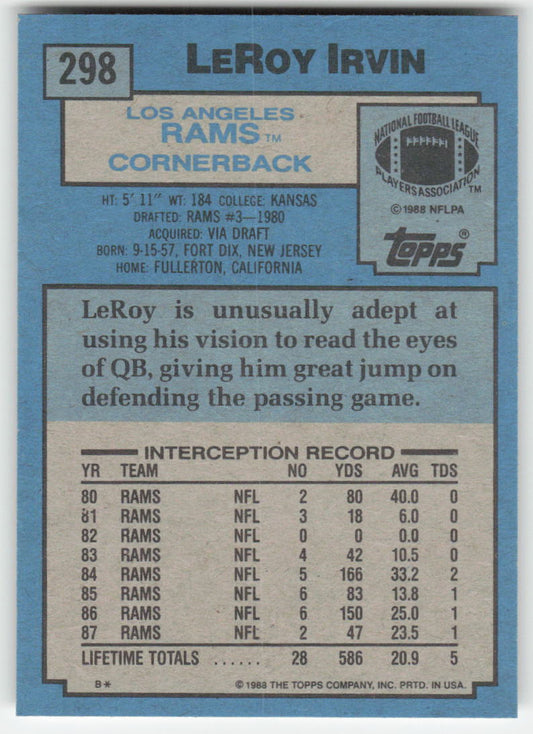 298
LEROY IRVIN
LOS ANGELES
RAMS™
CORNERBACK
NATIONAL FOOTBALL LEAGUE
PLAYERS ASSOCIATION™
©1988 NFLPA
Topps®
HT: 5' 11" WT: 184 COLLEGE: KANSAS
DRAFTED: RAMS #3—1980
ACQUIRED: VIA DRAFT
BORN: 9-15-57, FORT DIX, NEW JERSEY
HOME: FULLERTON, CALIFORNIA
LeRoy is unusually adept at
using his vision to read the eyes
of QB, giving him great jump on
defending the passing game.
INTERCEPTION RECORD
YR TEAM NO YDS AVG TDS
80 RAMS NFL 2 80 40.0 0
81 RAMS NFL 3 18 6.0 0
82 RAMS NFL 0 0 0.0 0
83 RAMS NFL 4 42 10.5 0
84 RAMS NFL 5 166 33.2 2
85 RAMS NFL 6 83 13.8 1
86 RAMS NFL 6 150 25.0 1
87 RAMS NFL 2 47 23.5 1
LIFETIME TOTALS ...... 28 586 20.9 5
B* ©1988 THE TOPPS COMPANY, INC. PRTD. IN USA.